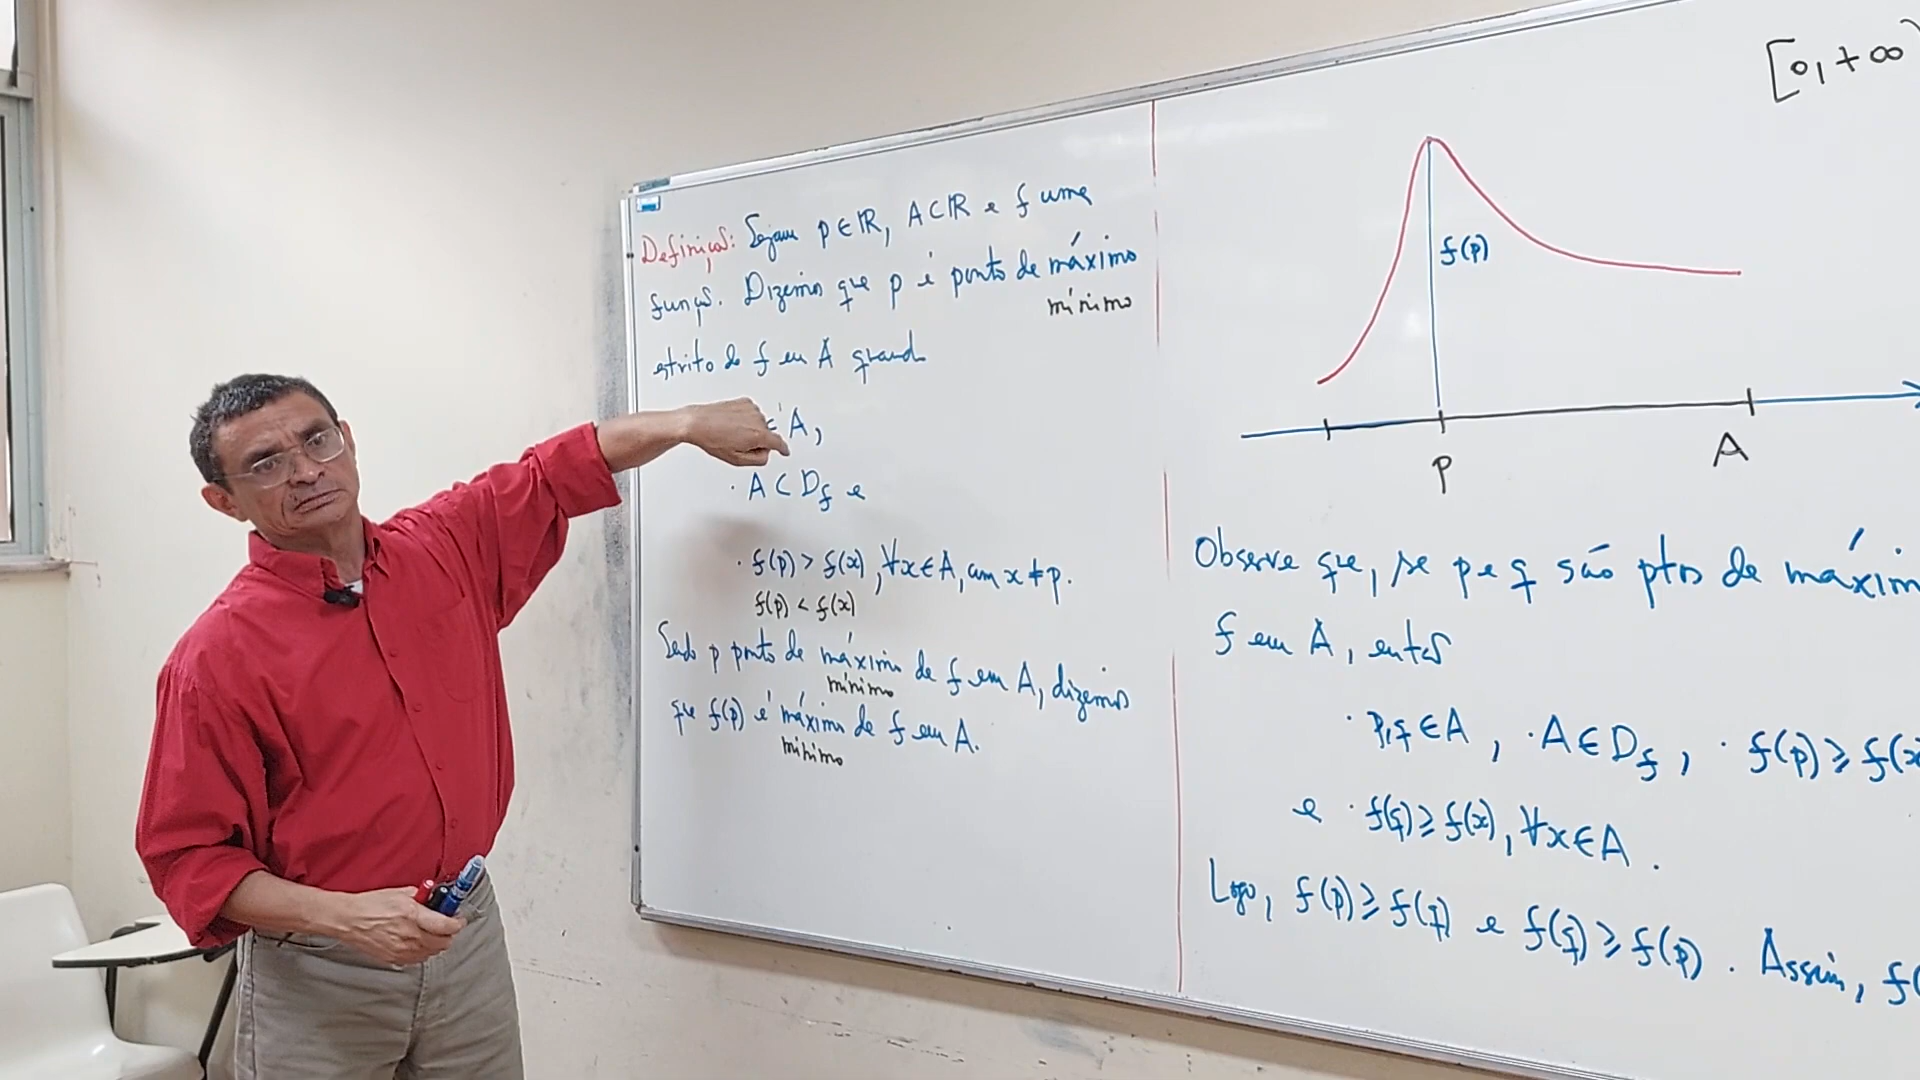 Definição: Sejam p ∈ ℝ, A ⊂ ℝ e f uma
função. Dizemos que p é ponto de máximo
mínimo
estrito de f em A quando
∈ A,
· A ⊂ Df e
· f(p) > f(x), ∀x ∈ A, com x ≠ p.
f(p) < f(x)
Sendo p ponto de máximo de f em A, dizemos
mínimo
que f(p) é máximo de f em A.
mínimo
[0, +∞)
f(p)
P
A
Observe que, se p e q são ptos de máxim
f em A, então
· p, q ∈ A, · A ∈ Df, · f(p) ≥ f(x
e · f(q) ≥ f(x), ∀x ∈ A.
Logo, f(p) ≥ f(q) e f(q) ≥ f(p). Assim, f(